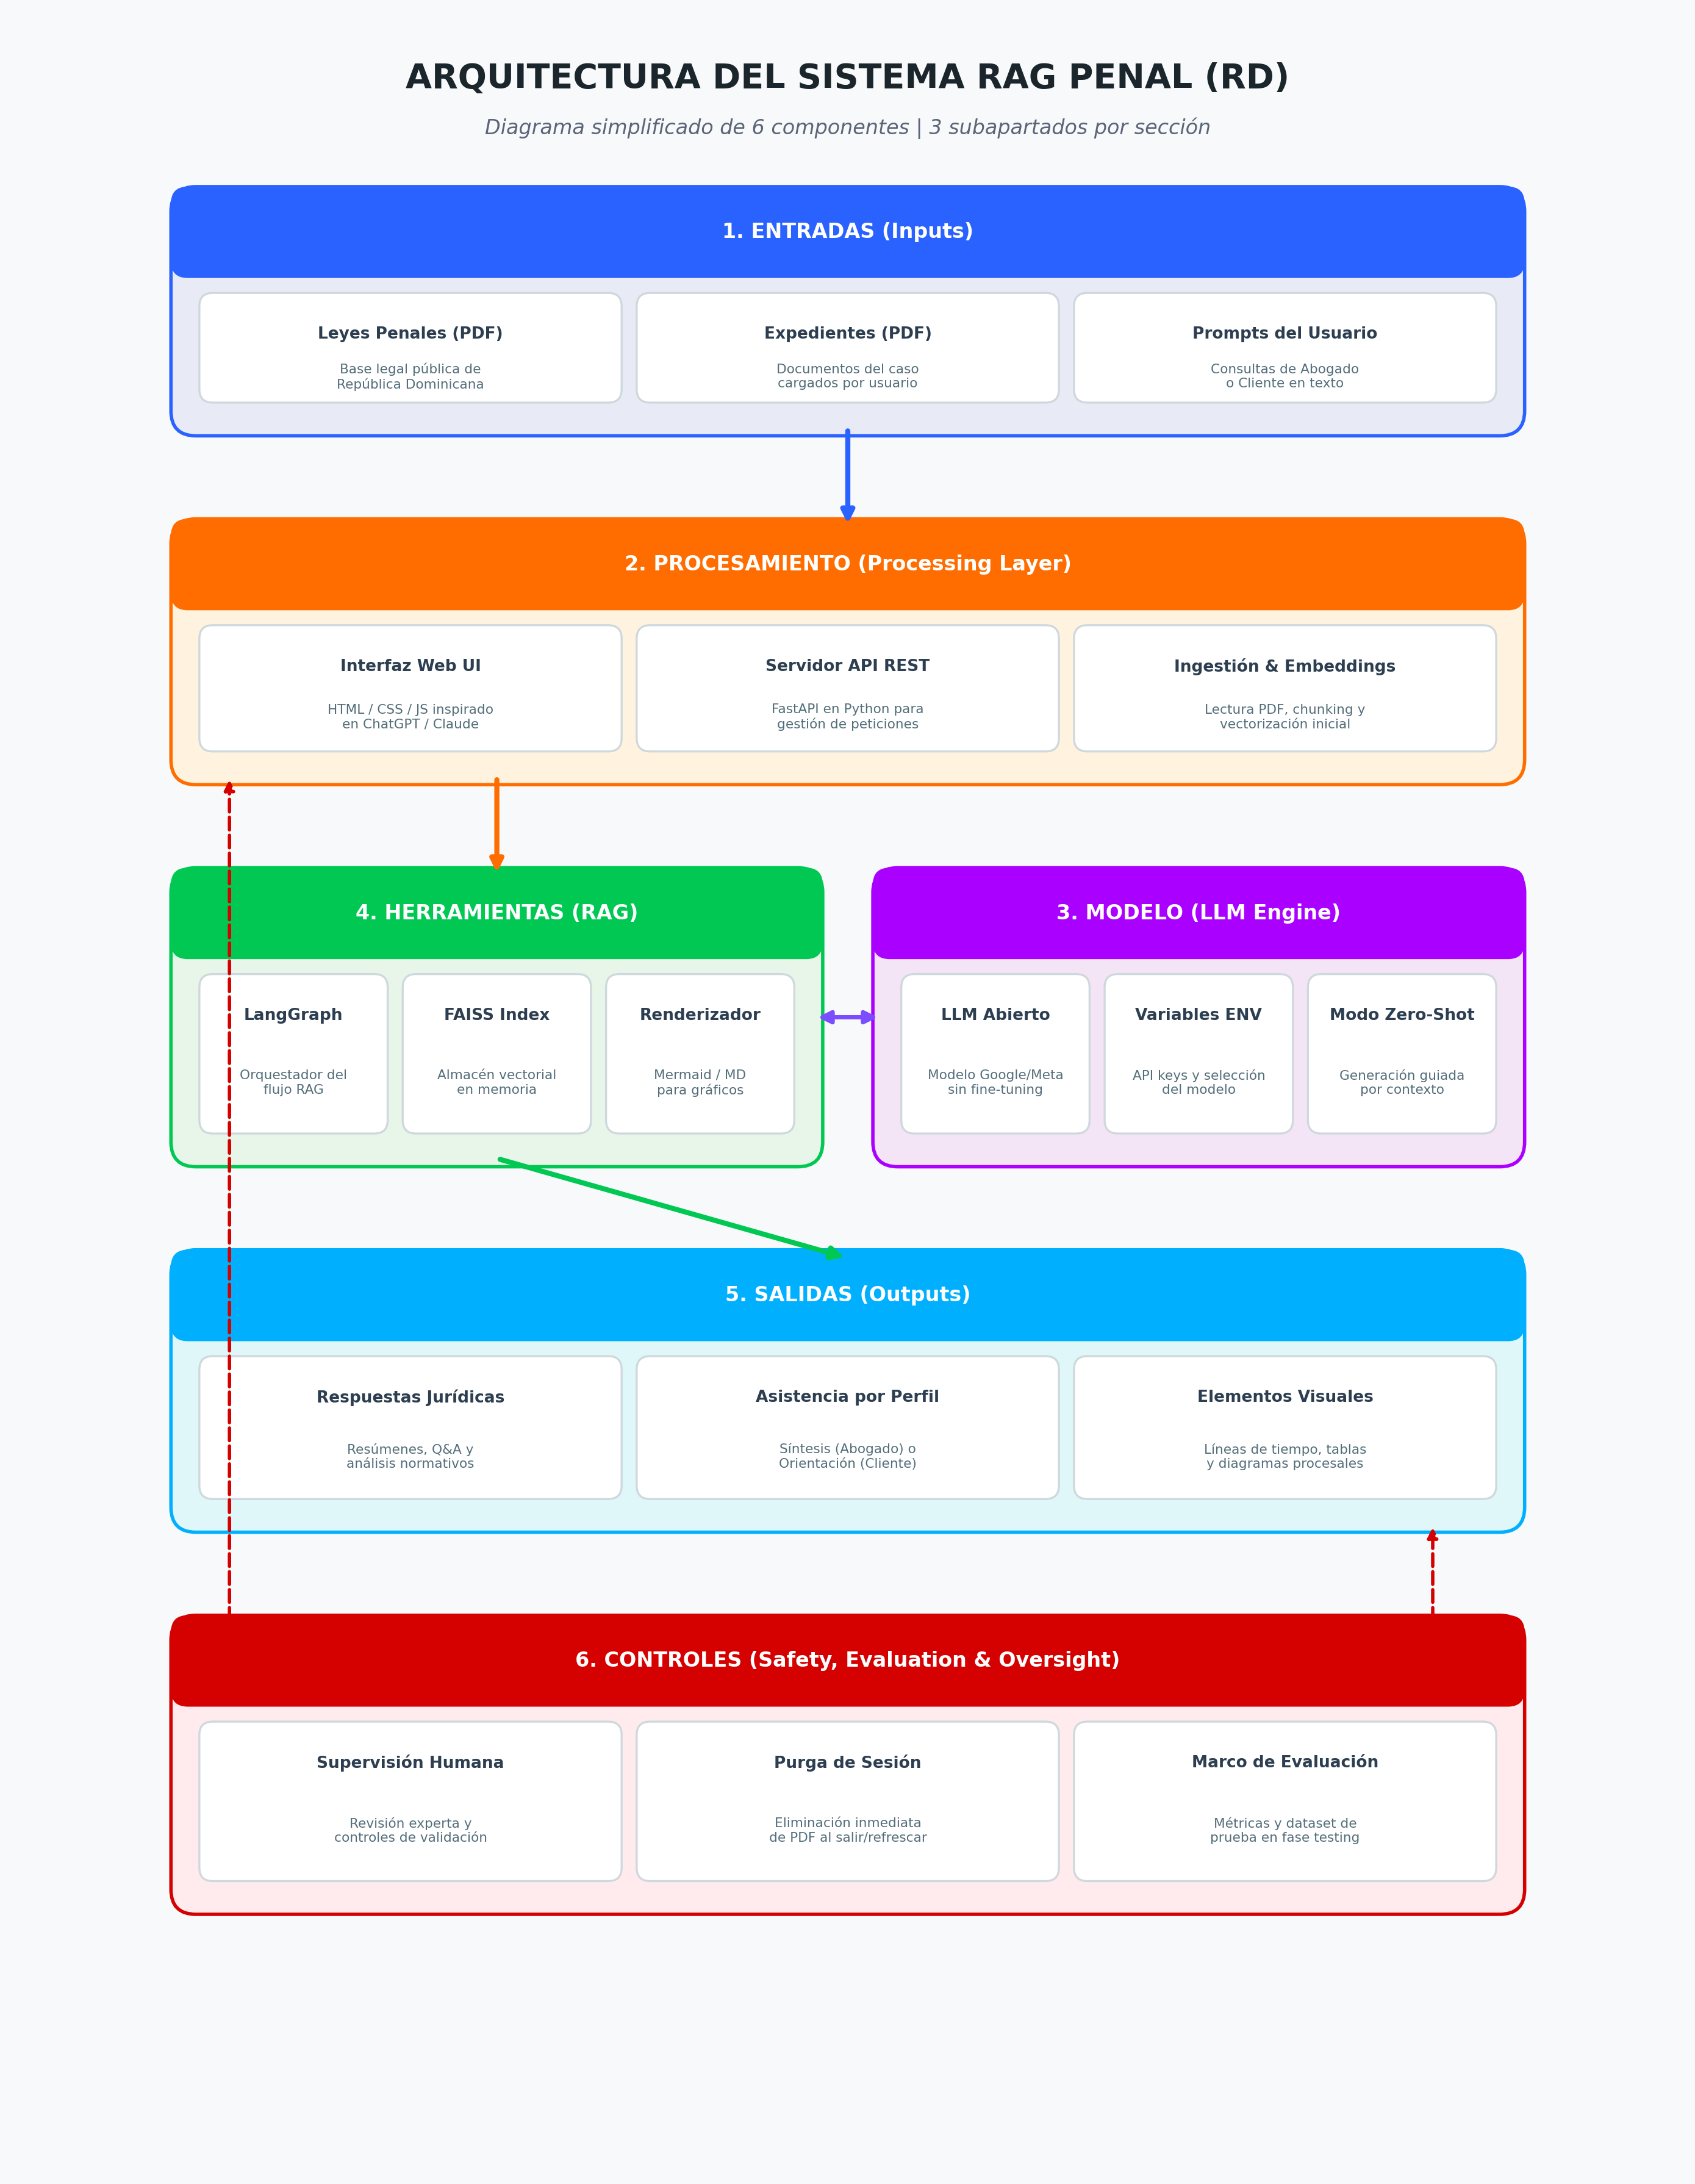 ARQUITECTURA DEL SISTEMA RAG PENAL (RD)
Diagrama simplificado de 6 componentes | 3 subapartados por sección
1. ENTRADAS (Inputs)
Leyes Penales (PDF)
Base legal pública de
República Dominicana
Expedientes (PDF)
Documentos del caso
cargados por usuario
Prompts del Usuario
Consultas de Abogado
o Cliente en texto
2. PROCESAMIENTO (Processing Layer)
Interfaz Web UI
HTML / CSS / JS inspirado
en ChatGPT / Claude
Servidor API REST
FastAPI en Python para
gestión de peticiones
Ingestión & Embeddings
Lectura PDF, chunking y
vectorización inicial
4. HERRAMIENTAS (RAG)
LangGraph
Orquestador del
flujo RAG
FAISS Index
Almacén vectorial
en memoria
Renderizador
Mermaid / MD
para gráficos
3. MODELO (LLM Engine)
LLM Abierto
Modelo Google/Meta
sin fine-tuning
Variables ENV
API keys y selección
del modelo
Modo Zero-Shot
Generación guiada
por contexto
5. SALIDAS (Outputs)
Respuestas Jurídicas
Resúmenes, Q&A y
análisis normativos
Asistencia por Perfil
Síntesis (Abogado) o
Orientación (Cliente)
Elementos Visuales
Líneas de tiempo, tablas
y diagramas procesales
6. CONTROLES (Safety, Evaluation & Oversight)
Supervisión Humana
Revisión experta y
controles de validación
Purga de Sesión
Eliminación inmediata
de PDF al salir/refrescar
Marco de Evaluación
Métricas y dataset de
prueba en fase testing